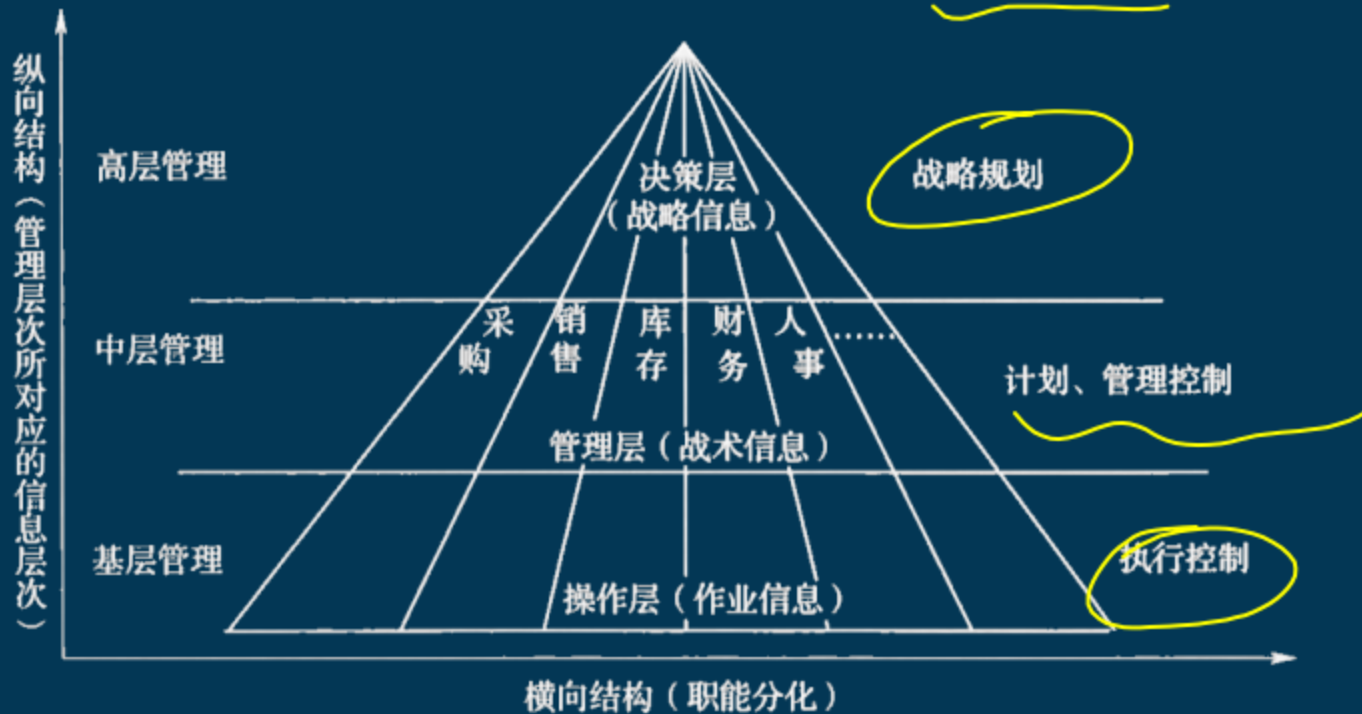 纵向结构（管理层次所对应的信息层次）
高层管理
决策层
（战略信息）
战略规划
中层管理
采购
销售
库存
财务
人事
……
计划、管理控制
管理层（战术信息）
基层管理
执行控制
操作层（作业信息）
横向结构（职能分化）